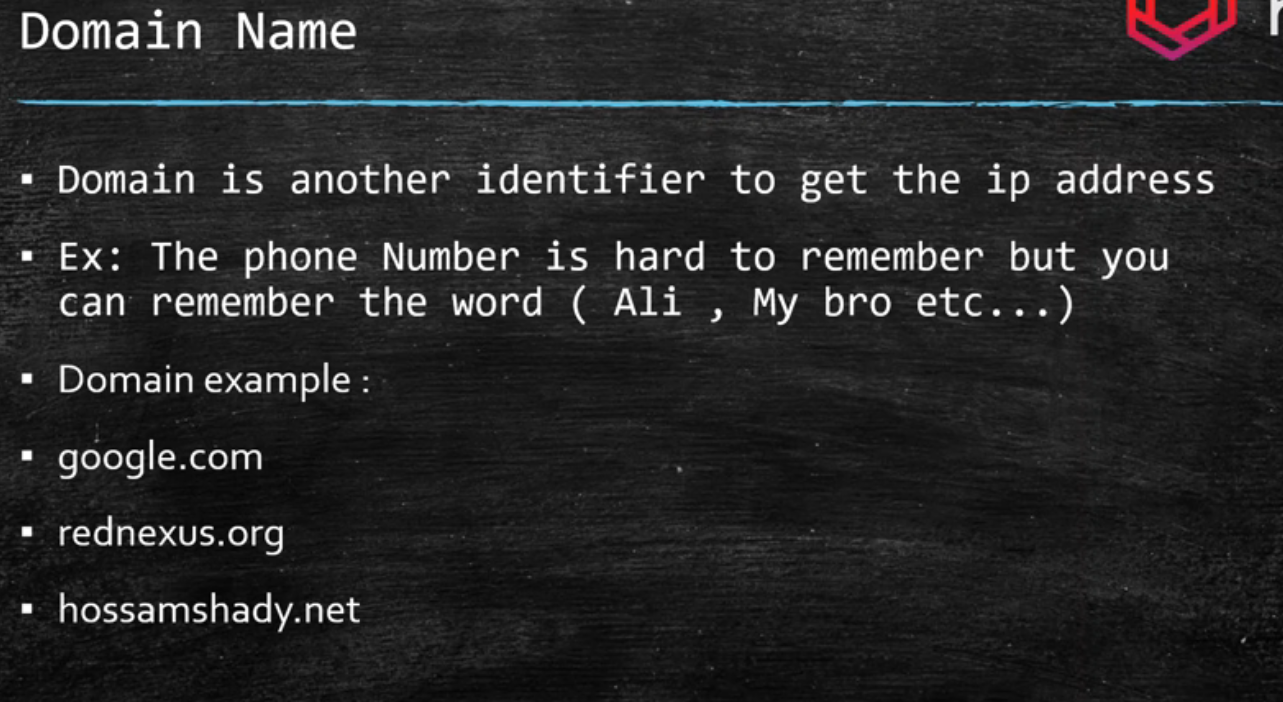 Domain Name
▪ Domain is another identifier to get the ip address
▪ Ex: The phone Number is hard to remember but you
can remember the word ( Ali , My bro etc...)
▪ Domain example :
▪ google.com
▪ rednexus.org
▪ hossamshady.net